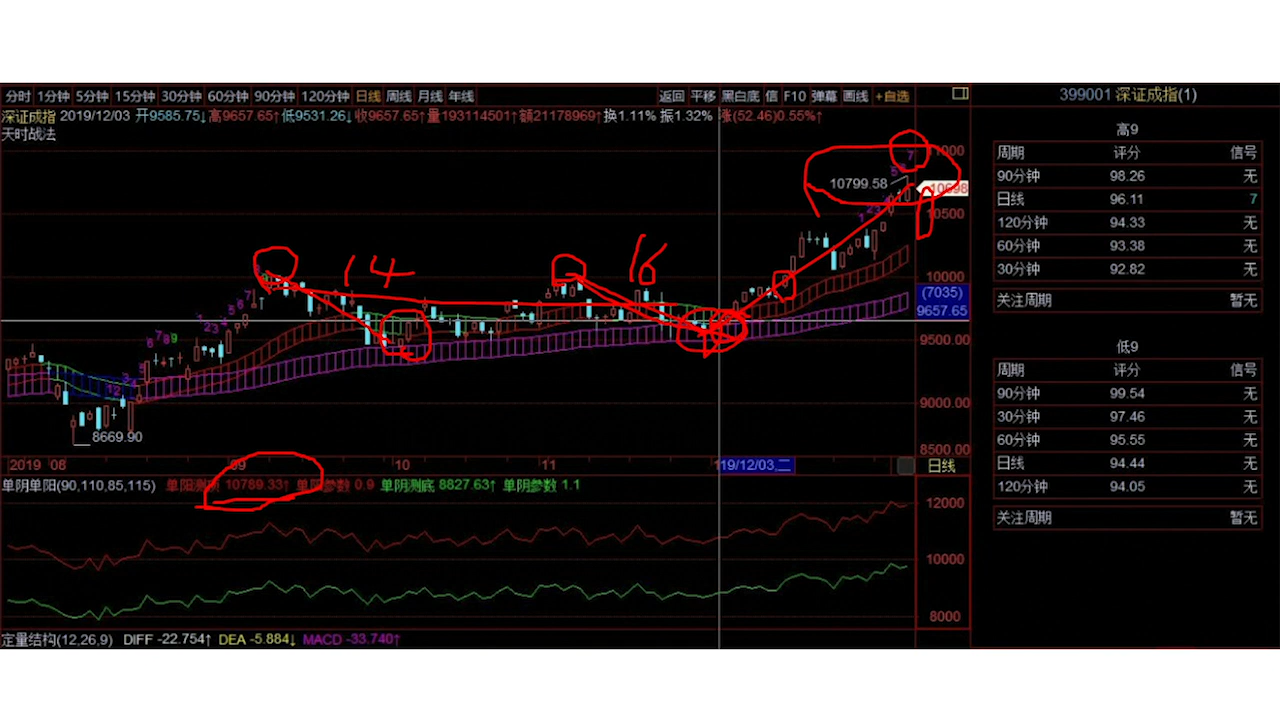 分时 1分钟 5分钟 15分钟 30分钟 60分钟 90分钟 120分钟 日线 周线 月线 年线 返回 平移 黑白底 信 F10 弹幕 画线 +自选
399001 深证成指(1)
深证成指 2019/12/03 开9585.75↓ 高9657.65↑ 低9531.26↓ 收9657.65↑ 量193114501↑ 额21178969↑ 换1.11% 振1.32% 涨(52.46)0.55%↑
天时战法
10799.58
10698
10500
10000
(7035)
9657.65
9500.00
9000.00
8500.00
14
16
1 2 3 4 5 6 7 8 9
8669.90
2019 08 09 10 11 119/12/03,二 日线
单阴单阳(90,110,85,115) 单阳测 10789.33↑ 单阳参数 0.9 单阴测底 8827.63↑ 单阴参数 1.1
12000
10000
8000
定量结构(12,26,9) DIFF -22.754↑ DEA -5.884↓ MACD -33.740↑
高9
周期 评分 信号
90分钟 98.26 无
日线 96.11 7
120分钟 94.33 无
60分钟 93.38 无
30分钟 92.82 无
关注周期 暂无
低9
周期 评分 信号
90分钟 99.54 无
30分钟 97.46 无
60分钟 95.55 无
日线 94.44 无
120分钟 94.05 无
关注周期 暂无